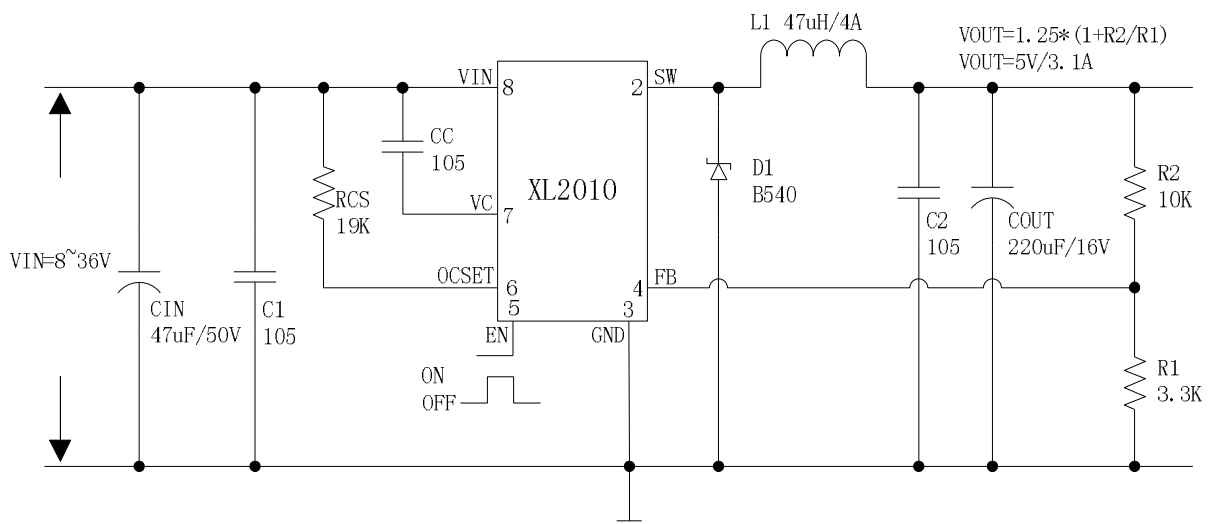 L1 47uH/4A
VOUT=1.25*(1+R2/R1)
VOUT=5V/3.1A
VIN
8
2
SW
CC
105
D1
B540
RCS
19K
VC
7
XL2010
R2
10K
C2
105
COUT
220uF/16V
VIN=8~36V
OCSET
6
4
FB
5
3
CIN
47uF/50V
C1
105
EN
GND
ON
OFF
R1
3.3K